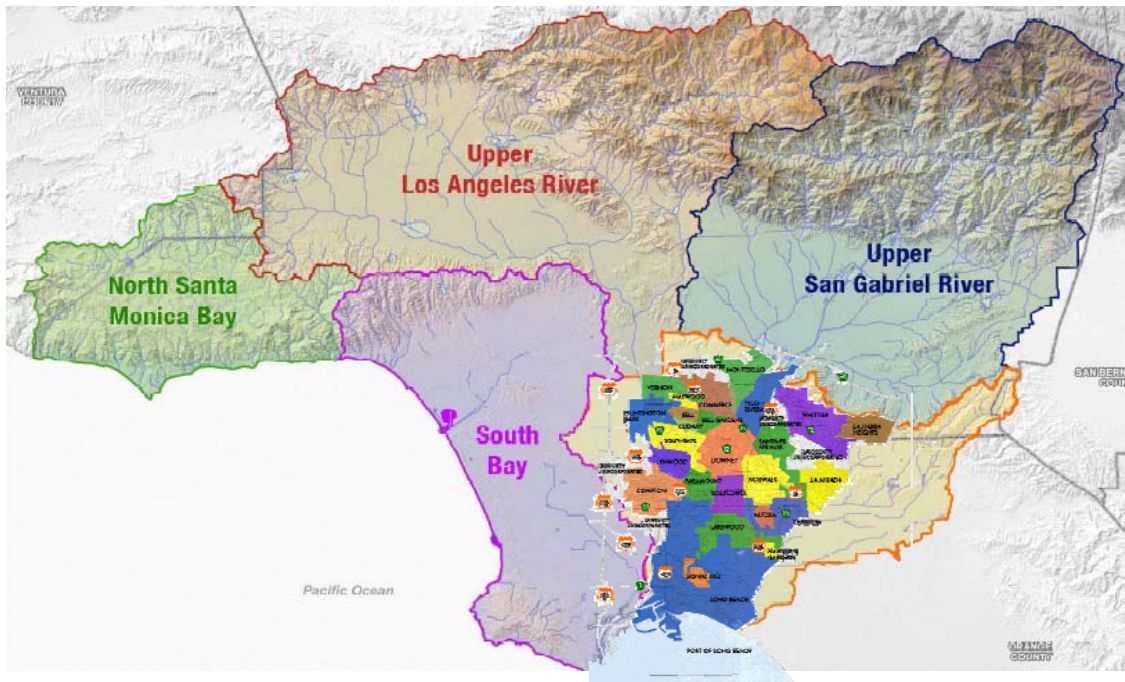 VENTURA
COUNTY
Upper
Los Angeles River
Upper
San Gabriel River
North Santa
Monica Bay
South
Bay
Pacific Ocean
SAN BERN
COUN
ORANGE
COUNTY
MONTEBELLO
VERNON
MAYWOOD
COMMERCE
PICO
RIVERA
HUNTINGTON
PARK
BELL
BELL GARDENS
CUDAHY
WHITTIER
LA HABRA
HEIGHTS
SOUTH GATE
SANTA FE
SPRINGS
LYNWOOD
DOWNEY
COMPTON
PARAMOUNT
NORWALK
LA MIRADA
BELLFLOWER
ARTESIA
CERRITOS
LAKEWOOD
SIGNAL HILL
LONG BEACH
PORT OF LONG BEACH